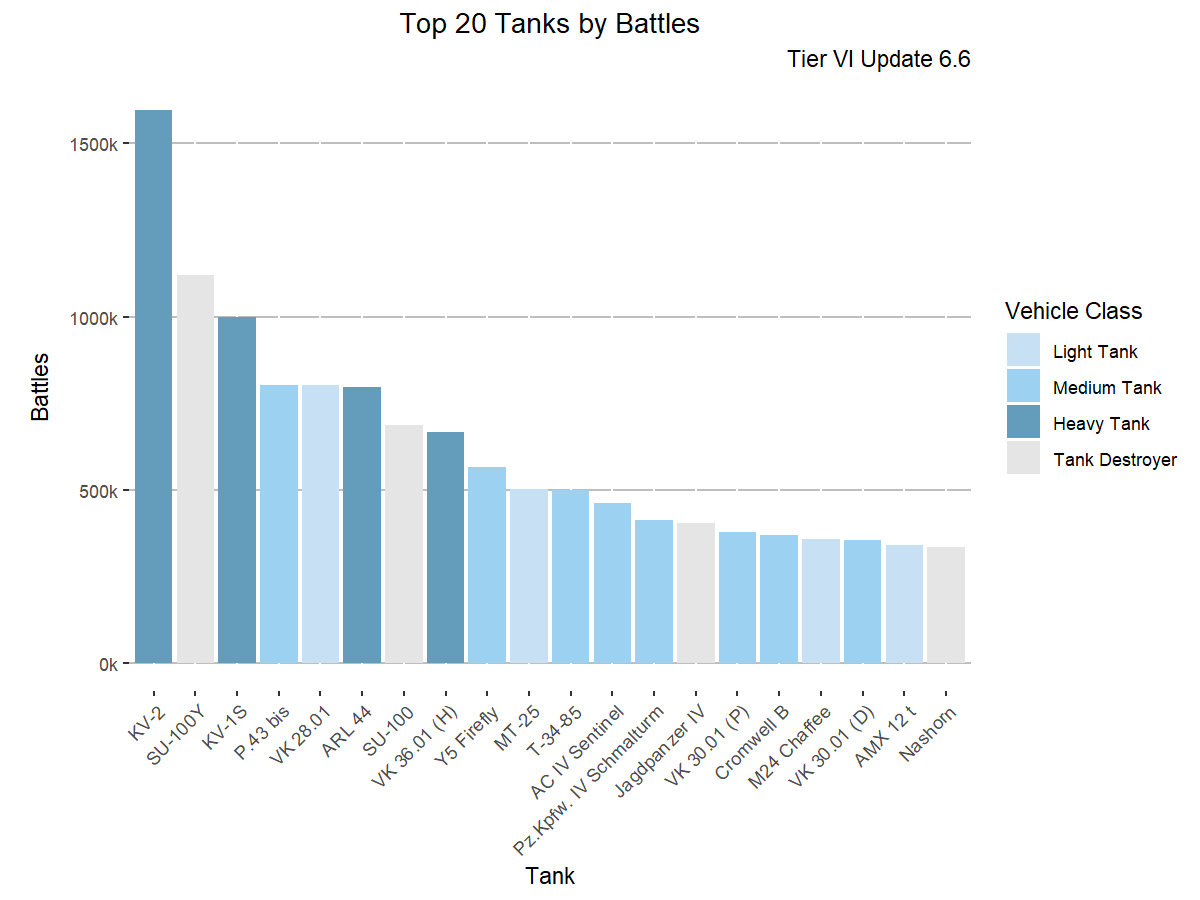 Top 20 Tanks by Battles
Tier VI Update 6.6
Battles
1500k
1000k
500k
0k
KV-2
SU-100Y
KV-1S
P.43 bis
VK 28.01
ARL 44
SU-100
VK 36.01 (H)
Y5 Firefly
MT-25
T-34-85
AC IV Sentinel
Pz.Kpfw. IV Schmalturm
Jagdpanzer IV
VK 30.01 (P)
Cromwell B
M24 Chaffee
VK 30.01 (D)
AMX 12 t
Nashorn
Tank
Vehicle Class
Light Tank
Medium Tank
Heavy Tank
Tank Destroyer